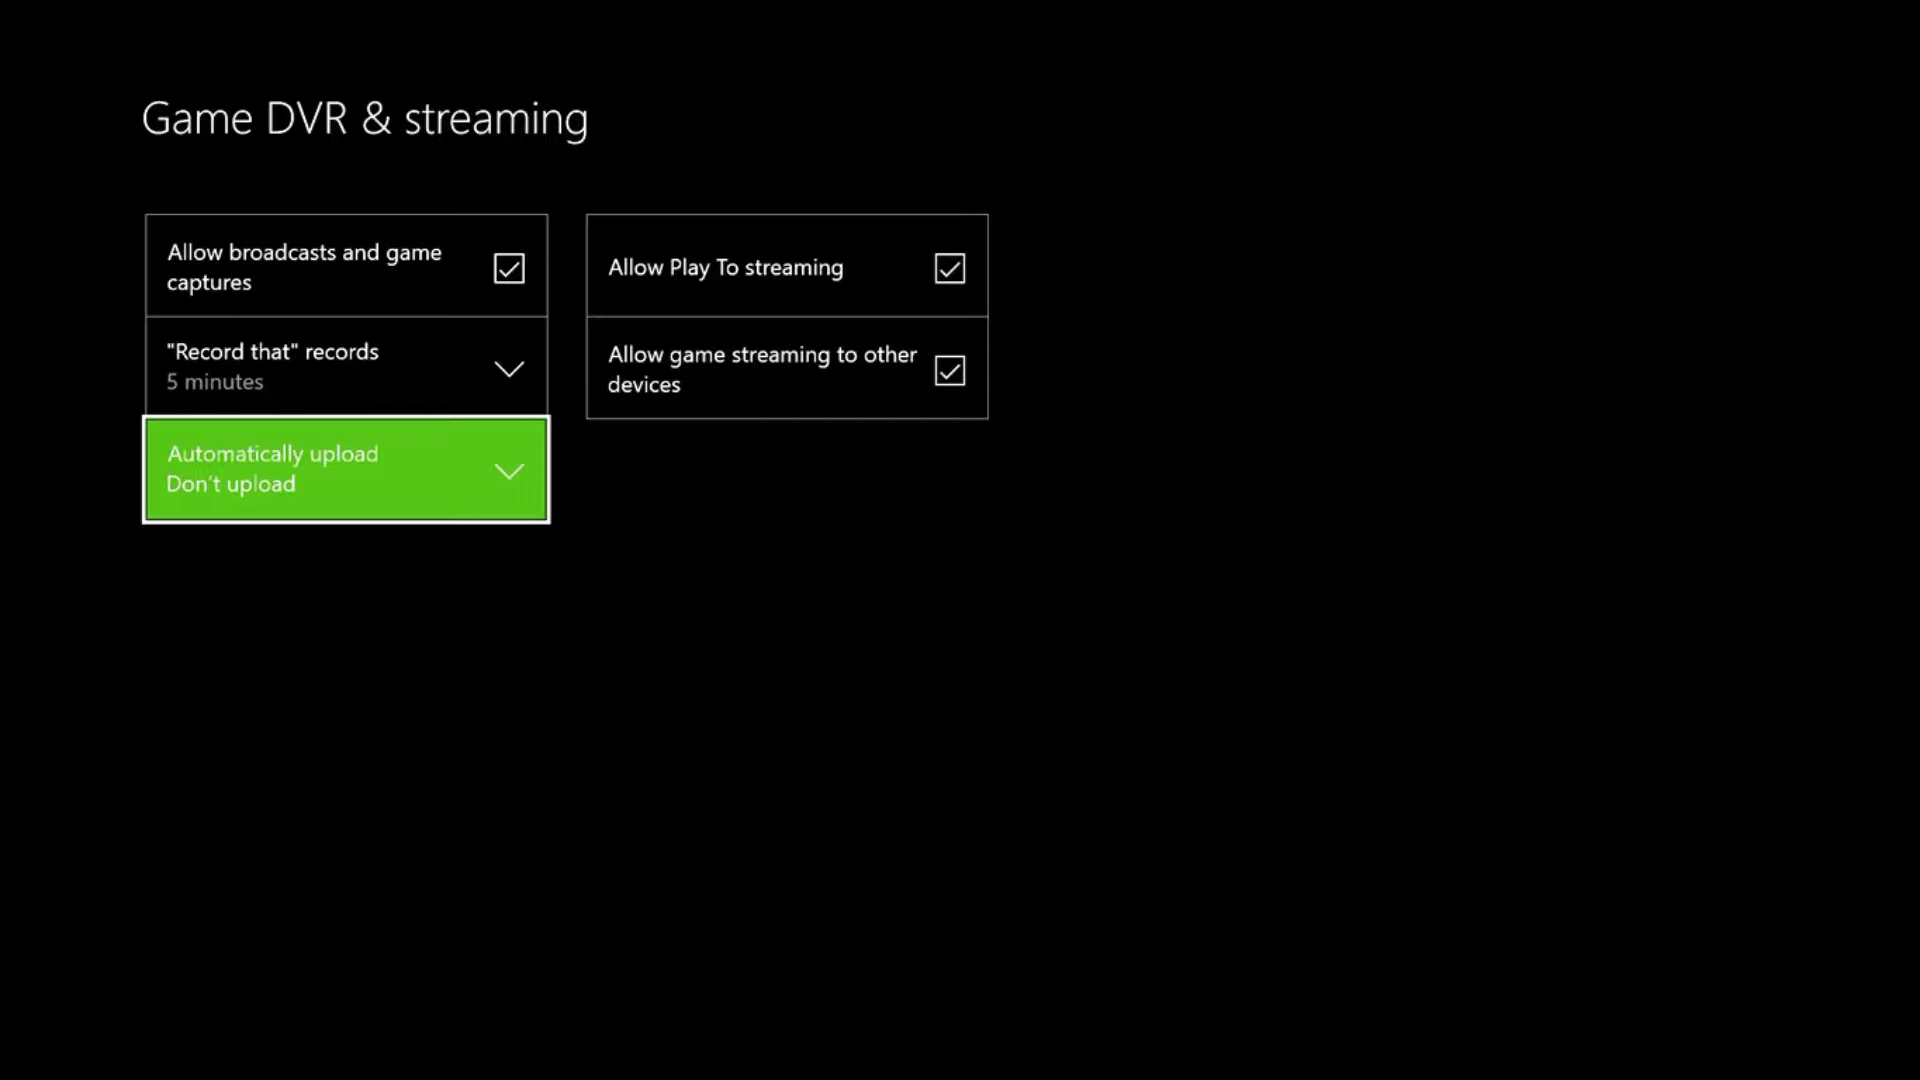 Game DVR & streaming
Allow broadcasts and game
captures
"Record that" records
5 minutes
Automatically upload
Don't upload
Allow Play To streaming
Allow game streaming to other
devices